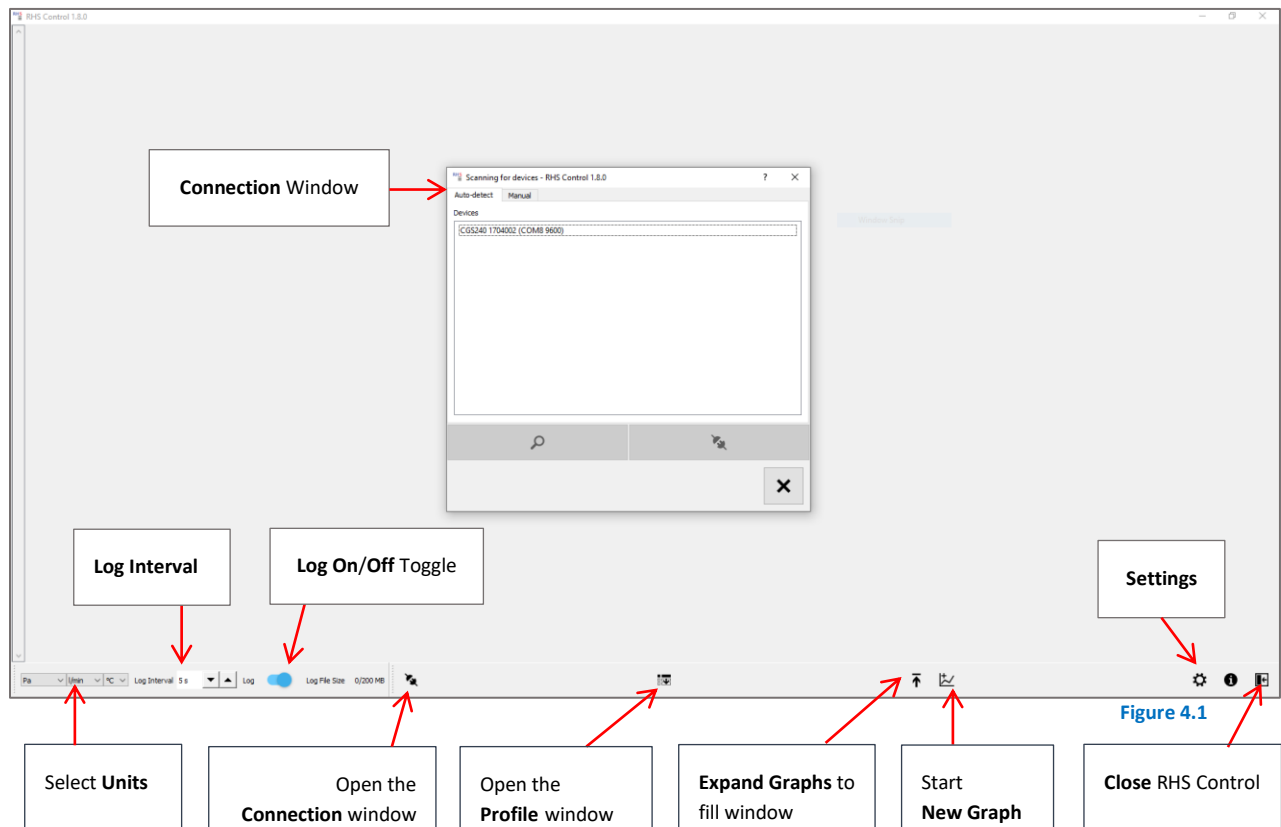 RHS Control 1.8.0
Connection Window
Scanning for devices - RHS Control 1.8.0
Auto-detect Manual
Devices
CGS240 1704002 (COM8 9600)
Window Snip
Log Interval
Log On/Off Toggle
Settings
Pa l/min °C Log Interval 5 s Log Log File Size 0/200 MB
Figure 4.1
Select Units
Open the
Connection window
Open the
Profile window
Expand Graphs to
fill window
Start
New Graph
Close RHS Control